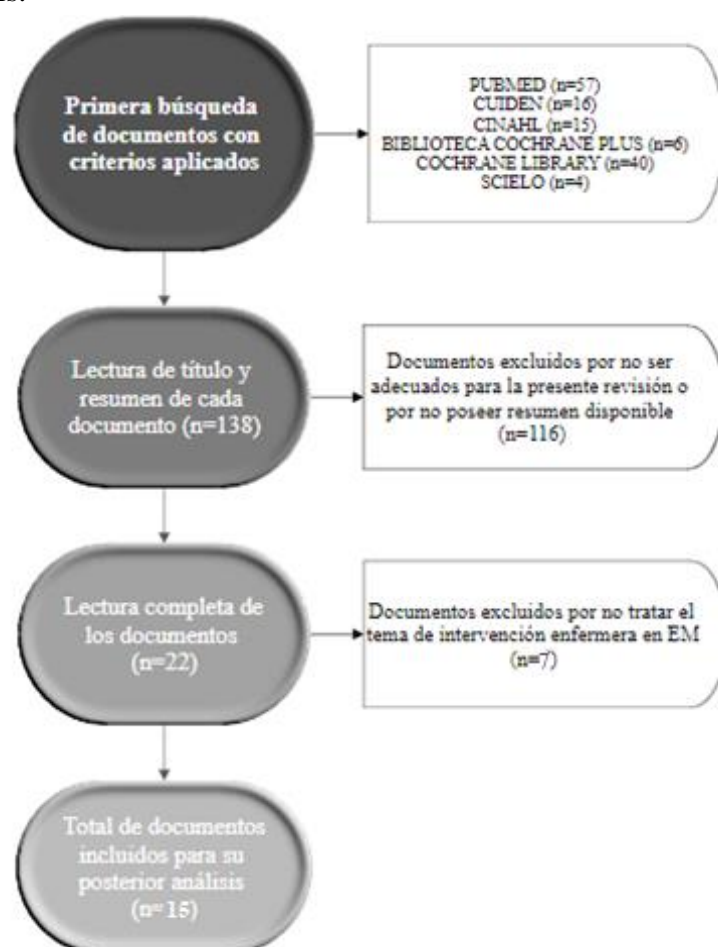 Primera búsqueda
de documentos con
criterios aplicados
PUBMED (n=57)
CUIDEN (n=16)
CINAHL (n=15)
BIBLIOTECA COCHRANE PLUS (n=6)
COCHRANE LIBRARY (n=40)
SCIELO (n=4)
Lectura de título y
resumen de cada
documento (n=138)
Documentos excluidos por no ser
adecuados para la presente revisión o
por no poseer resumen disponible
(n=116)
Lectura completa de
los documentos
(n=22)
Documentos excluidos por no tratar el
tema de intervención enfermera en EM
(n=7)
Total de documentos
incluidos para su
posterior análisis
(n=15)